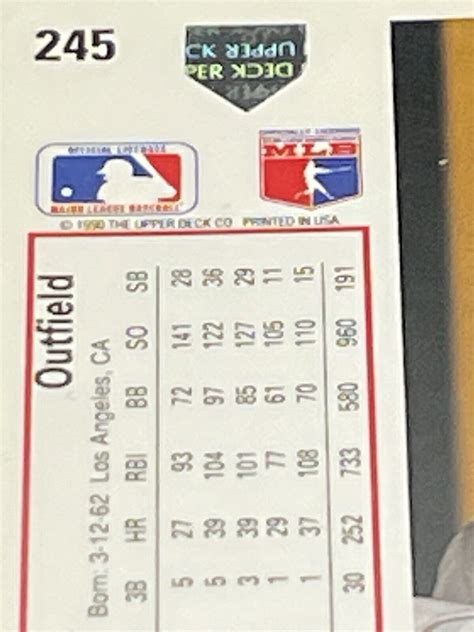 245
CK UPPER
PER DECK
OFFICIAL LICENSEE
MAJOR LEAGUE BASEBALL
MLB
© 1990 THE UPPER DECK CO. PRINTED IN USA
Outfield
Born: 3-12-62 Los Angeles, CA
3B HR RBI BB SO SB
5 27 93 72 141 28
5 39 104 97 122 36
3 39 101 85 127 29
1 29 77 61 105 11
1 37 108 70 110 15
30 252 733 580 960 191